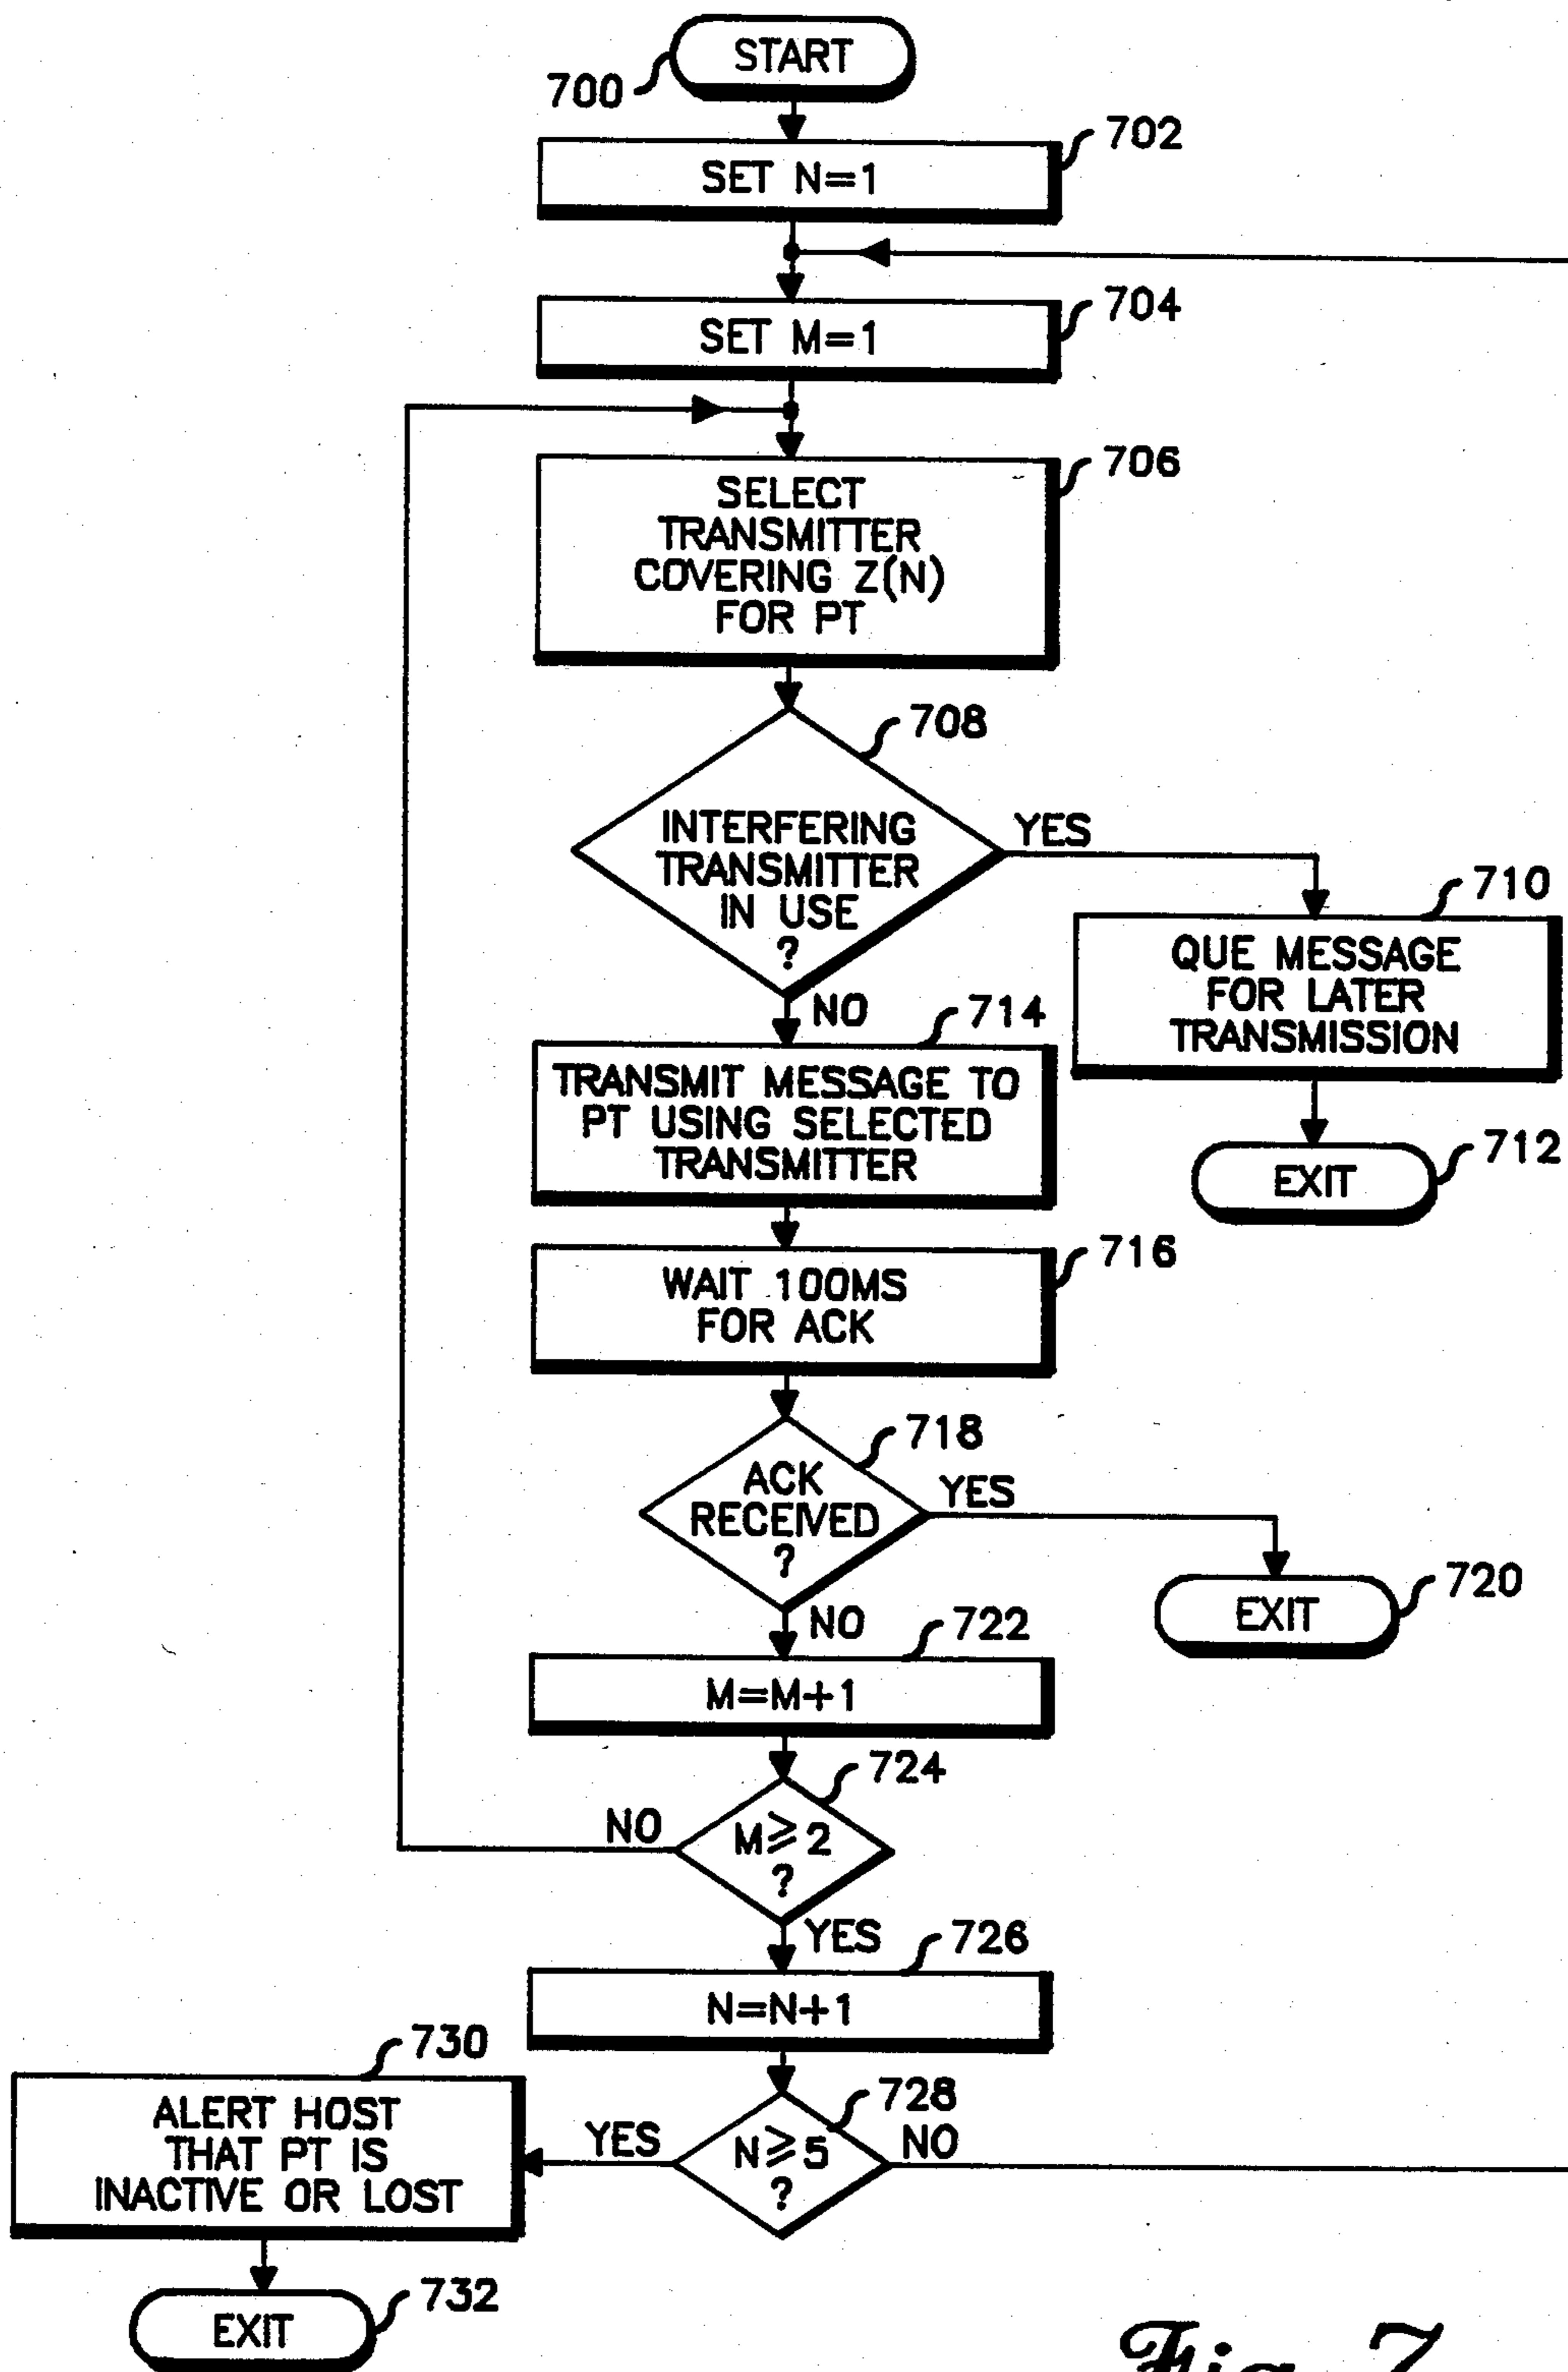 START
700
702
SET N=1
704
SET M=1
706
SELECT
TRANSMITTER
COVERING Z(N)
FOR PT
708
INTERFERING
TRANSMITTER
IN USE
?
YES
710
QUE MESSAGE
FOR LATER
TRANSMISSION
712
EXIT
NO
714
TRANSMIT MESSAGE TO
PT USING SELECTED
TRANSMITTER
716
WAIT 100MS
FOR ACK
718
ACK
RECEIVED
?
YES
720
EXIT
NO
722
M=M+1
724
M≥2
?
NO
YES
726
N=N+1
728
N≥5
?
YES
NO
730
ALERT HOST
THAT PT IS
INACTIVE OR LOST
732
EXIT
Fig. 7